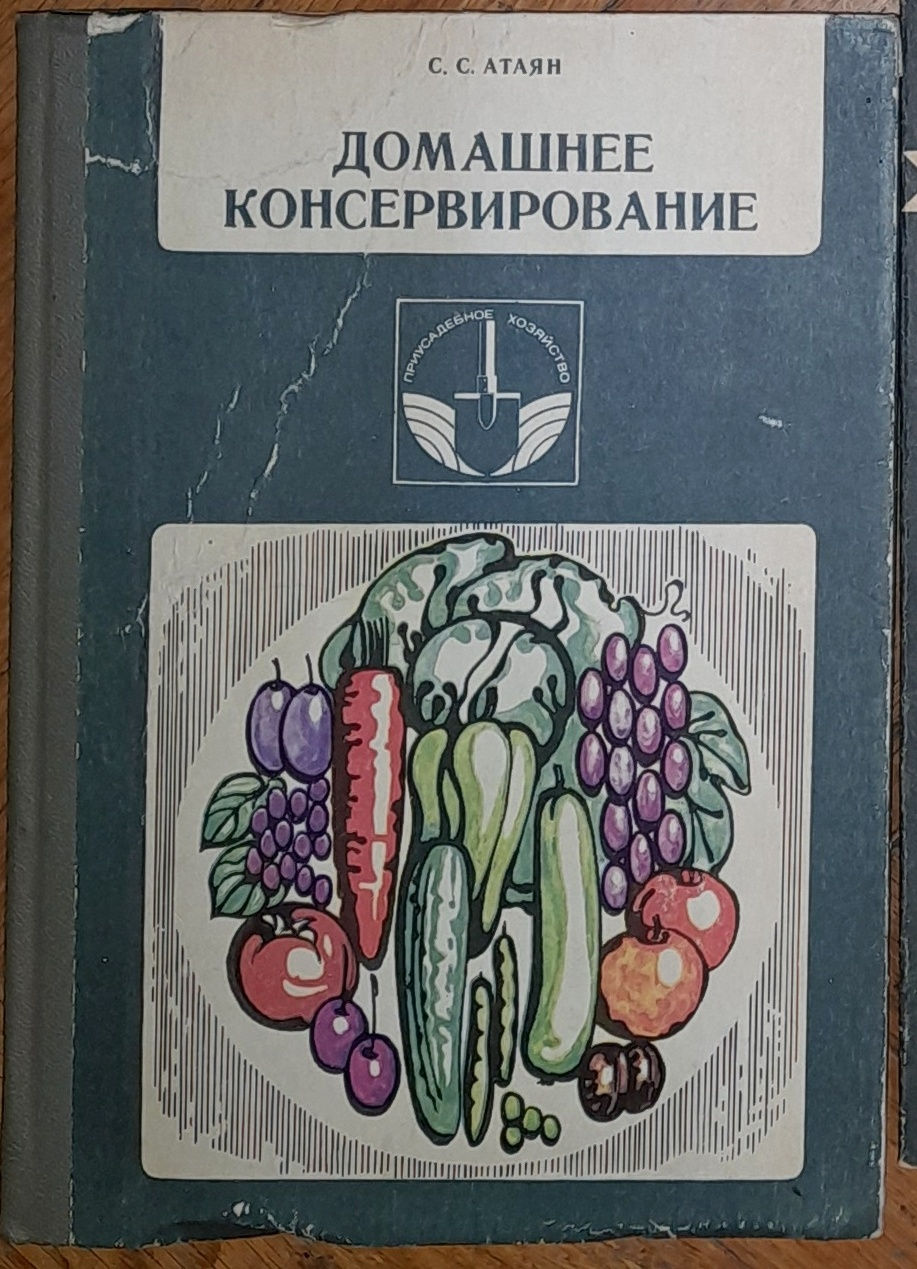 С. С. АТАЯН
ДОМАШНЕЕ
КОНСЕРВИРОВАНИЕ
ПРИУСАДЕБНОЕ ХОЗЯЙСТВО